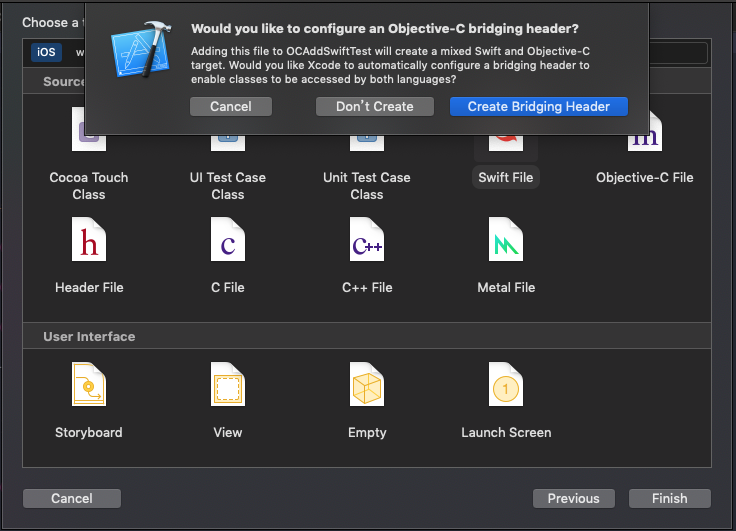 Choose a
Would you like to configure an Objective-C bridging header?
Adding this file to OCAddSwiftTest will create a mixed Swift and Objective-C
target. Would you like Xcode to automatically configure a bridging header to
enable classes to be accessed by both languages?
Cancel
Don't Create
Create Bridging Header
iOS
Source
Cocoa Touch
Class
UI Test Case
Class
Unit Test Case
Class
Swift File
m
Objective-C File
h
Header File
c
C File
C++
C++ File
Metal File
User Interface
Storyboard
View
Empty
1
Launch Screen
Cancel
Previous
Finish